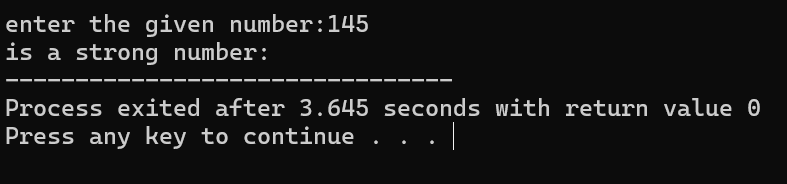 enter the given number:145
is a strong number:
--------------------------------
Process exited after 3.645 seconds with return value 0
Press any key to continue . . .